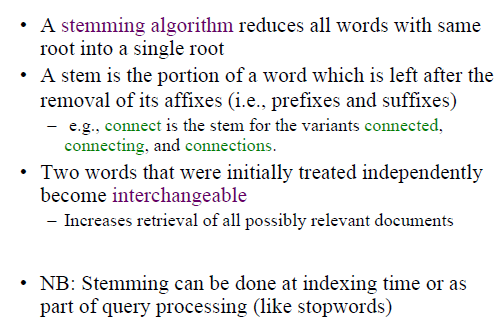 • A stemming algorithm reduces all words with same
root into a single root
• A stem is the portion of a word which is left after the
removal of its affixes (i.e., prefixes and suffixes)
– e.g., connect is the stem for the variants connected,
connecting, and connections.
• Two words that were initially treated independently
become interchangeable
– Increases retrieval of all possibly relevant documents
• NB: Stemming can be done at indexing time or as
part of query processing (like stopwords)